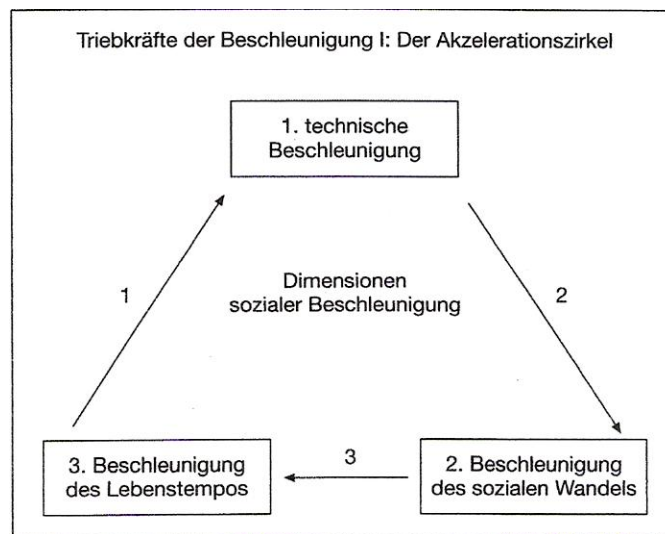 Triebkräfte der Beschleunigung I: Der Akzelerationszirkel
1. technische
Beschleunigung
1
Dimensionen
sozialer Beschleunigung
2
3. Beschleunigung
des Lebenstempos
3
2. Beschleunigung
des sozialen Wandels